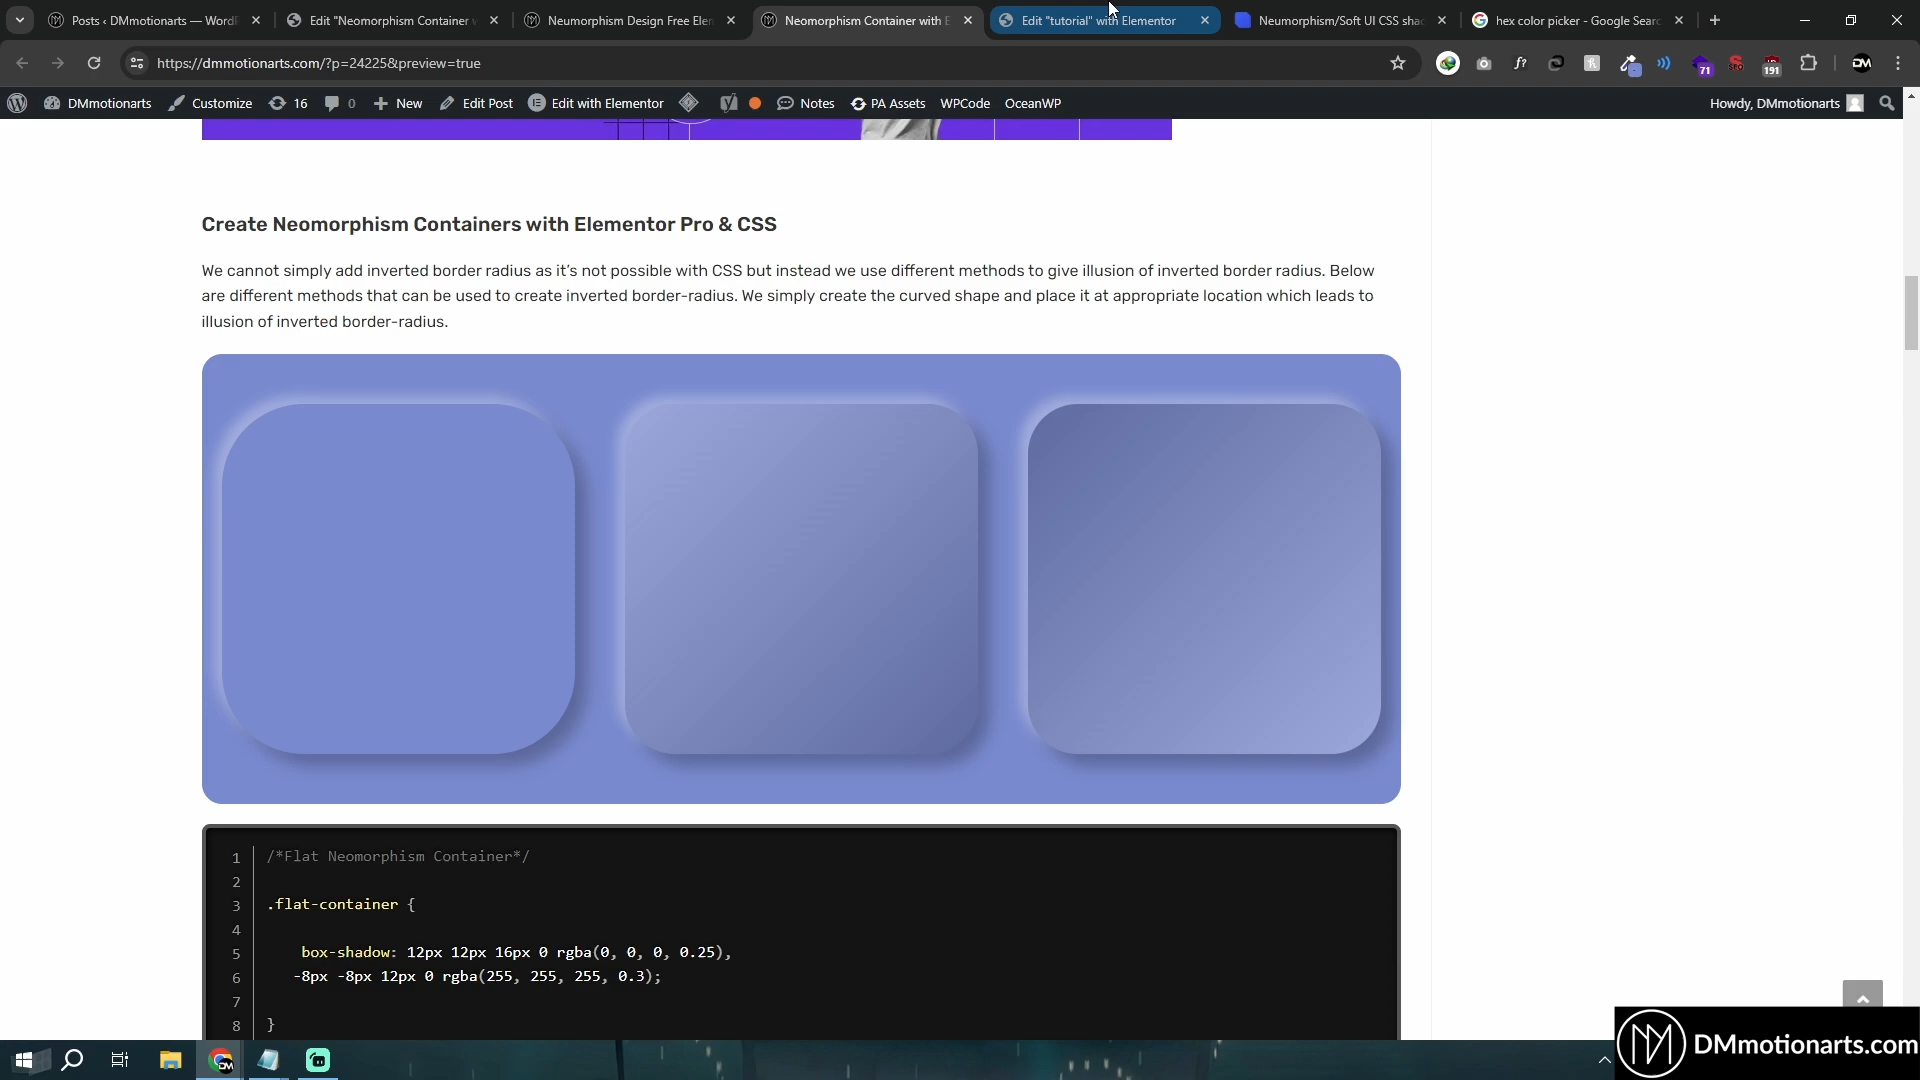 Posts ‹ DMmotionarts — WordP
Edit "Neomorphism Container w
Neumorphism Design Free Elem
Neomorphism Container with E
Edit "tutorial" with Elementor
Neumorphism/Soft UI CSS shad
hex color picker - Google Searc
https://dmmotionarts.com/?p=24225&preview=true
71
191
DM
DMmotionarts
Customize
16
0
New
Edit Post
Edit with Elementor
Notes
PA Assets
WPCode
OceanWP
Howdy, DMmotionarts
Create Neomorphism Containers with Elementor Pro & CSS
We cannot simply add inverted border radius as it's not possible with CSS but instead we use different methods to give illusion of inverted border radius. Below
are different methods that can be used to create inverted border-radius. We simply create the curved shape and place it at appropriate location which leads to
illusion of inverted border-radius.
1 /*Flat Neomorphism Container*/
2
3 .flat-container {
4
5 box-shadow: 12px 12px 16px 0 rgba(0, 0, 0, 0.25),
6 -8px -8px 12px 0 rgba(255, 255, 255, 0.3);
7
8 }
DMmotionarts.com